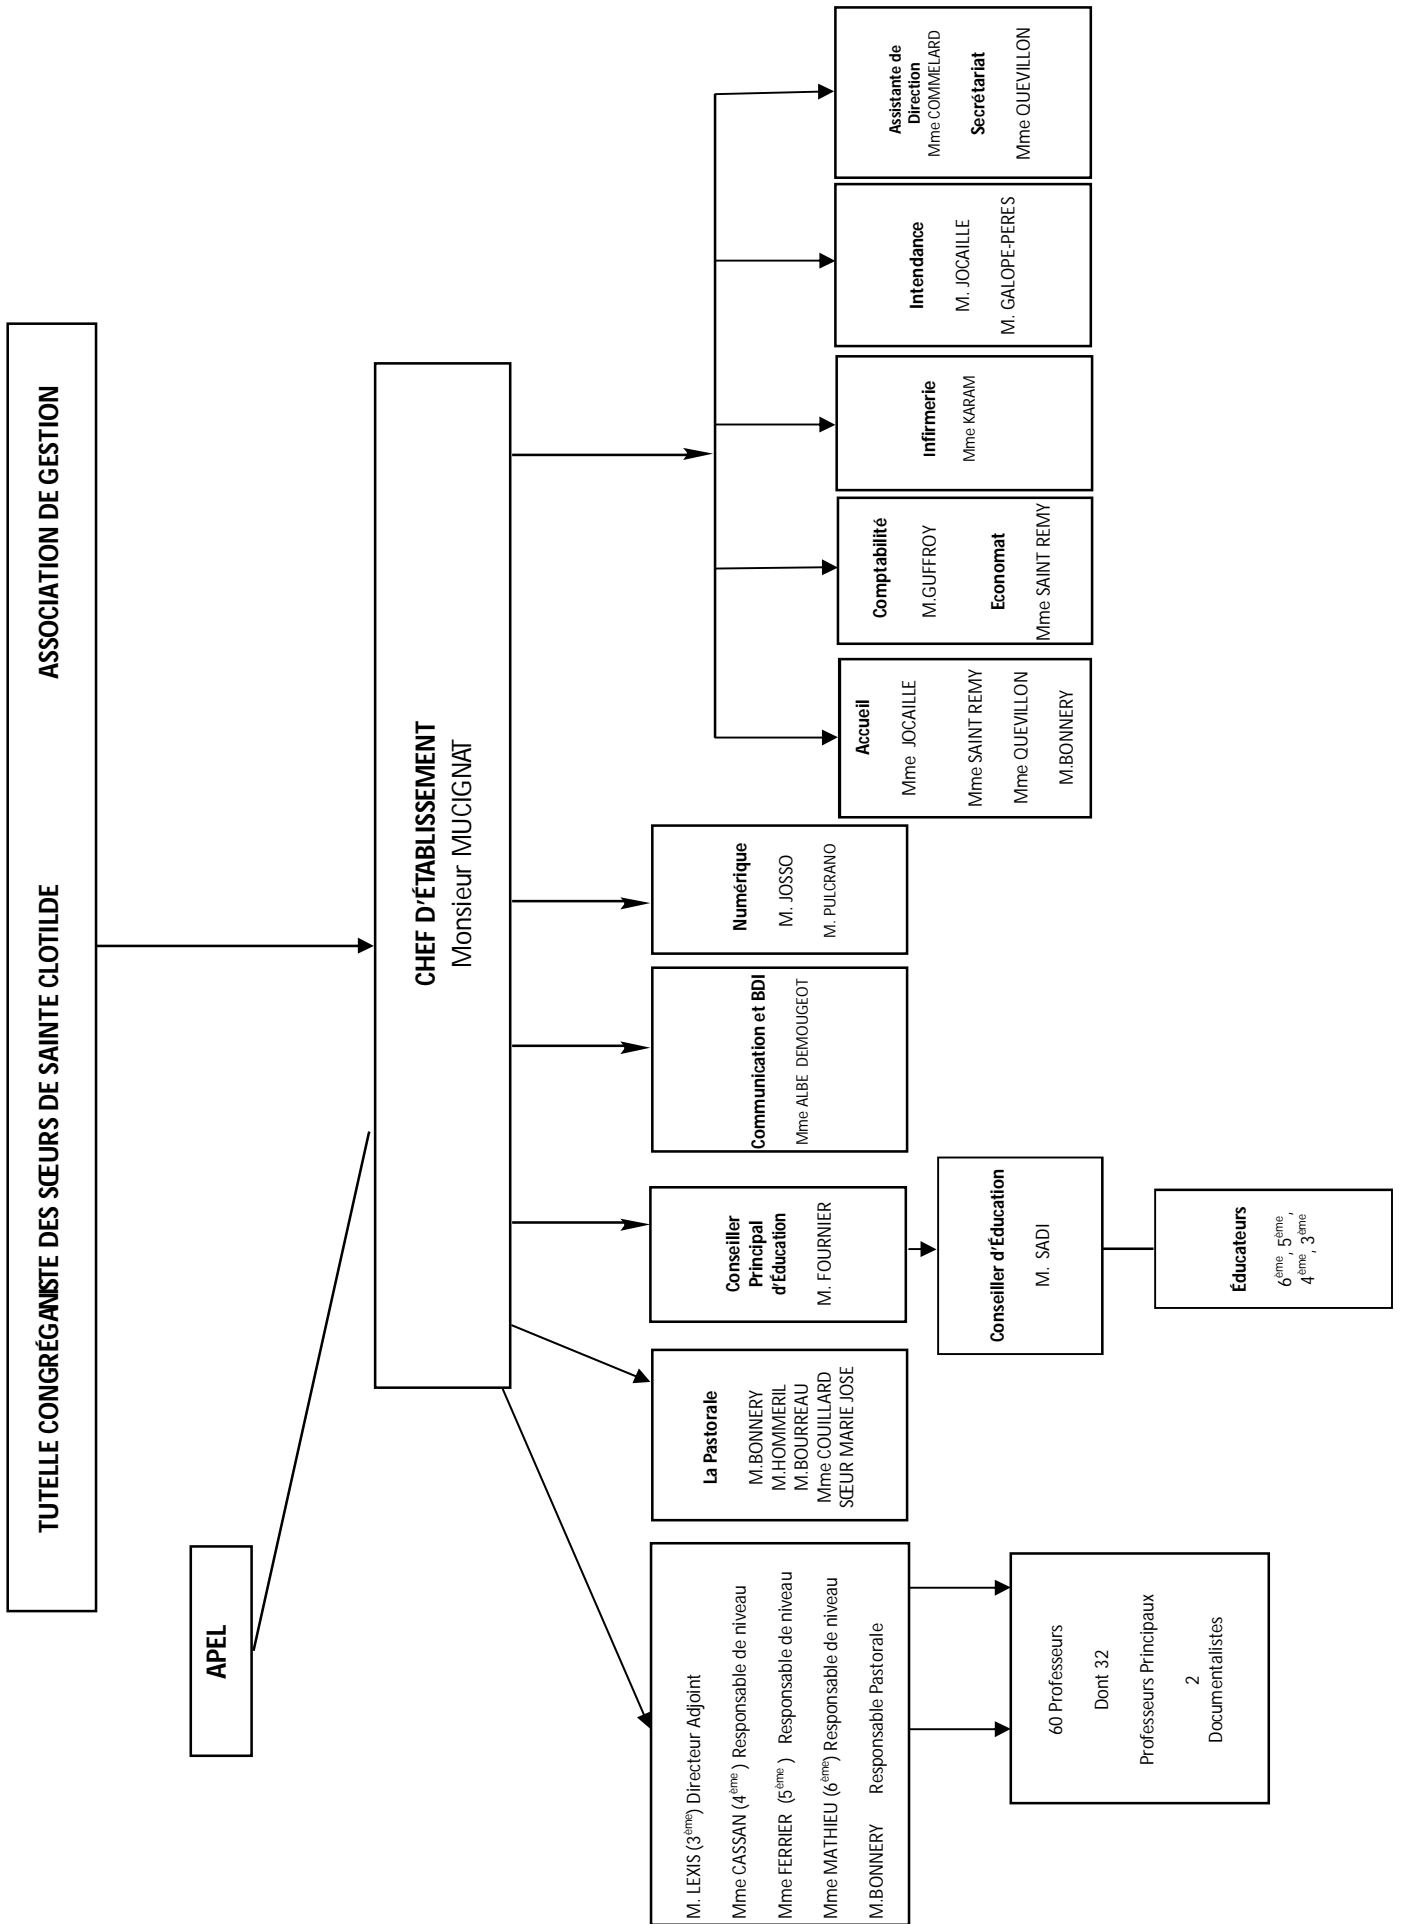 TUTELLE CONGRÉGANISTE DES SŒURS DE SAINTE CLOTILDE
ASSOCIATION DE GESTION
APEL
CHEF D'ÉTABLISSEMENT
Monsieur MUCIGNAT
M. LEXIS (3ème) Directeur Adjoint
Mme CASSAN (4ème ) Responsable de niveau
Mme FERRIER (5ème ) Responsable de niveau
Mme MATHIEU (6ème) Responsable de niveau
M.BONNERY Responsable Pastorale
60 Professeurs
Dont 32
Professeurs Principaux
2
Documentalistes
La Pastorale
M.BONNERY
M.HOMMERIL
M.BOURREAU
Mme COUILLARD
SŒUR MARIE JOSE
Conseiller
Principal
d'Éducation
M. FOURNIER
Conseiller d'Éducation
M. SADI
Éducateurs
6ème, 5ème,
4ème, 3ème
Communication et BDI
Mme ALBE DEMOUGEOT
Numérique
M. JOSSO
M. PULCRANO
Accueil
Mme JOCAILLE
Mme SAINT REMY
Mme QUEVILLON
M.BONNERY
Comptabilité
M.GUFFROY
Economat
Mme SAINT REMY
Infirmerie
Mme KARAM
Intendance
M. JOCAILLE
M. GALOPE-PERES
Assistante de
Direction
Mme COMMELARD
Secrétariat
Mme QUEVILLON